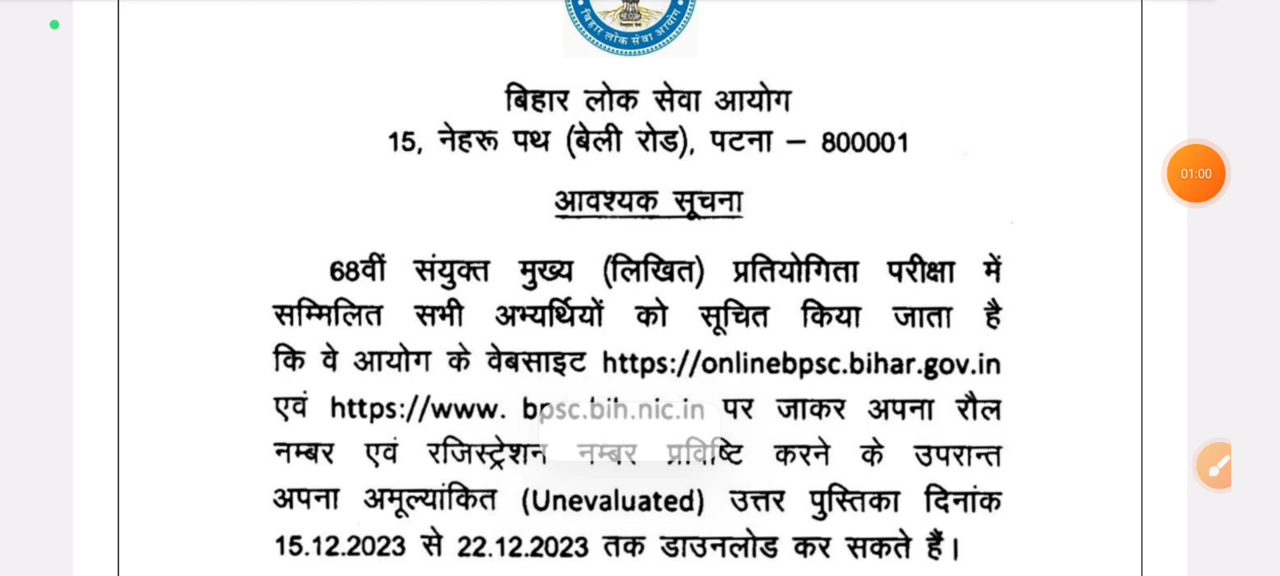 बिहार लोक सेवा आयोग
बिहार लोक सेवा आयोग
15, नेहरू पथ (बेली रोड), पटना – 800001
आवश्यक सूचना
68वीं संयुक्त मुख्य (लिखित) प्रतियोगिता परीक्षा में
सम्मिलित सभी अभ्यर्थियों को सूचित किया जाता है
कि वे आयोग के वेबसाइट https://onlinebpsc.bihar.gov.in
एवं https://www. bpsc.bih.nic.in पर जाकर अपना रौल
नम्बर एवं रजिस्ट्रेशन नम्बर प्रविष्टि करने के उपरान्त
अपना अमूल्यांकित (Unevaluated) उत्तर पुस्तिका दिनांक
15.12.2023 से 22.12.2023 तक डाउनलोड कर सकते हैं।
01:00